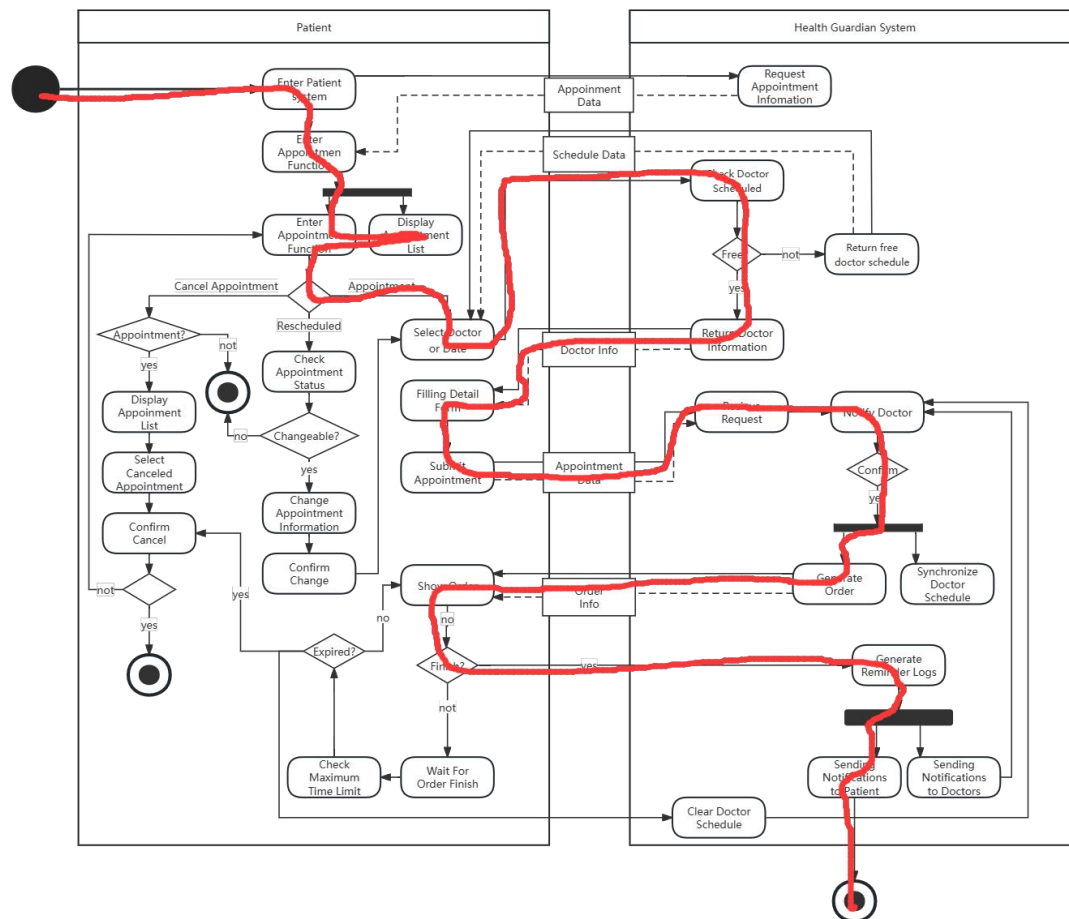 Patient
Health Guardian System
Enter Patient
system
Appoinment
Data
Request
Appointment
Infomation
Enter
Appointmen
Function
Schedule Data
Check Doctor
Scheduled
Enter
Appointment
Function
Display
Appointment
List
Free
not
Return free
doctor schedule
yes
Cancel Appointment
Appointment
Rescheduled
Appointment?
not
Select Doctor
or Date
Doctor Info
Return Doctor
Information
yes
Check
Appointment
Status
Display
Appoinment
List
Filling Detail
Form
Receive
Request
Notify Doctor
no
Changeable?
Select
Canceled
Appointment
yes
Submit
Appointment
Appointment
Data
Confirm
yes
Change
Appointment
Information
Confirm
Cancel
Confirm
Change
Show Order
Order
Info
Generate
Order
Synchronize
Doctor
Schedule
not
yes
no
no
yes
Expired?
Finish?
yes
Generate
Reminder Logs
not
Check
Maximum
Time Limit
Wait For
Order Finish
Sending
Notifications
to Patient
Sending
Notifications
to Doctors
Clear Doctor
Schedule